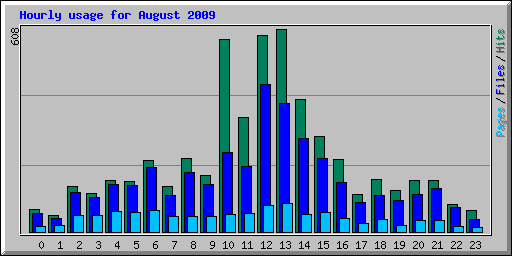 Hourly usage for August 2009
608
Pages / Files / Hits
0 1 2 3 4 5 6 7 8 9 10 11 12 13 14 15 16 17 18 19 20 21 22 23